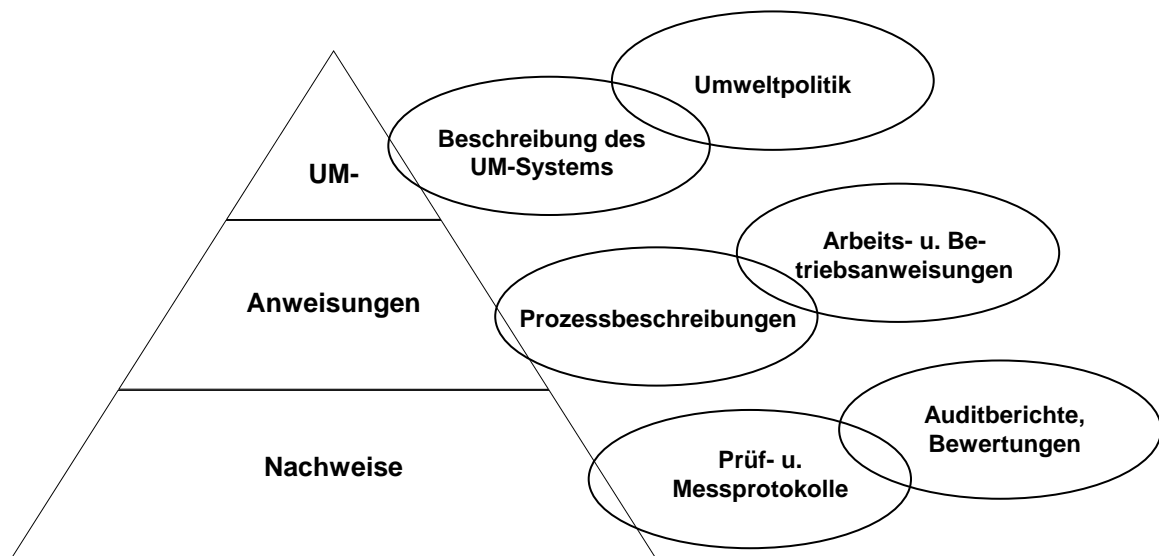 Umweltpolitik
Beschreibung des
UM-Systems
UM-
Arbeits- u. Be-
triebsanweisungen
Anweisungen
Prozessbeschreibungen
Auditberichte,
Bewertungen
Nachweise
Prüf- u.
Messprotokolle